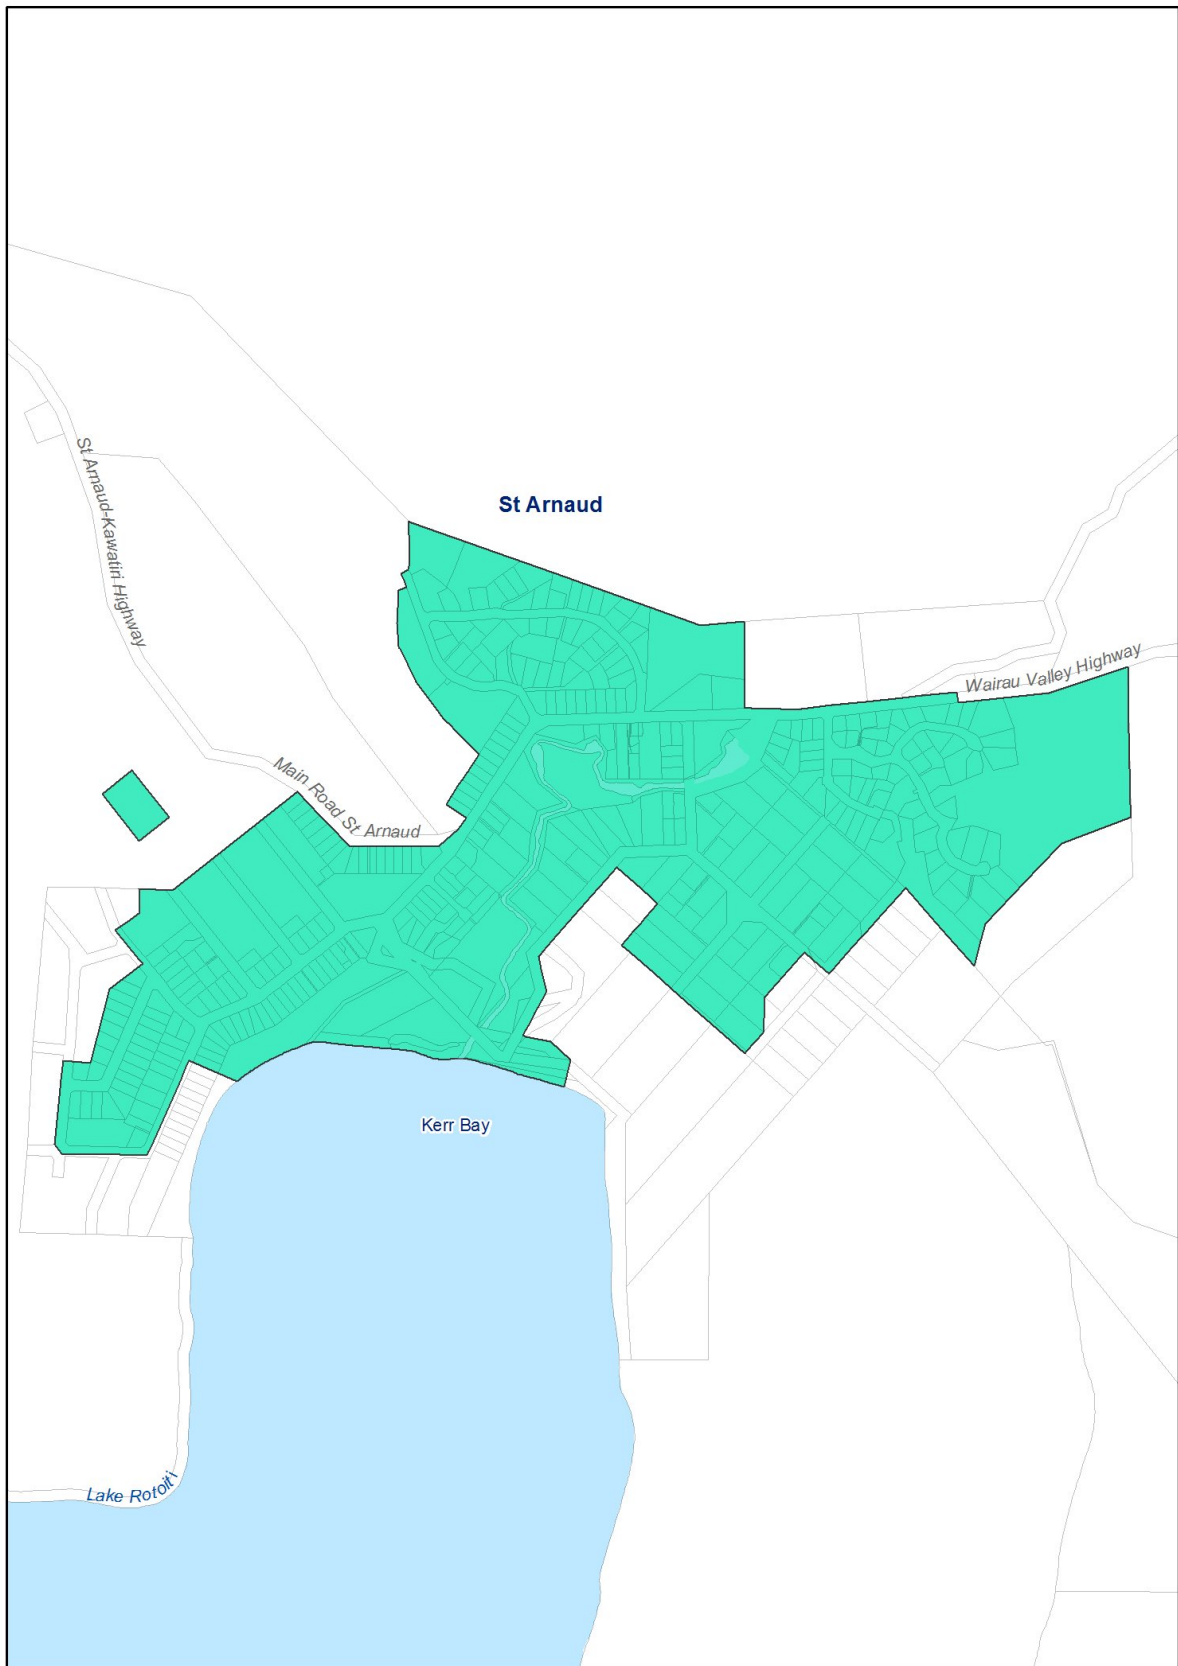 St Arnaud-Kawatiri Highway
St Arnaud
Wairau Valley Highway
Main Road St Arnaud
Kerr Bay
Lake Rotoiti